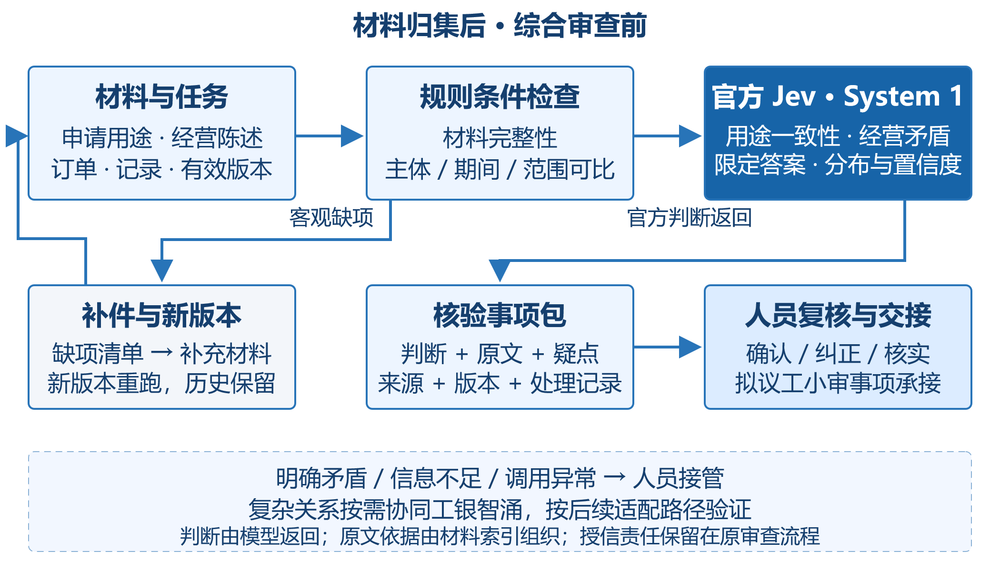 材料归集后 · 综合审查前
材料与任务
申请用途 · 经营陈述
订单 · 记录 · 有效版本
规则条件检查
材料完整性
主体 / 期间 / 范围可比
官方 Jev · System 1
用途一致性 · 经营矛盾
限定答案 · 分布与置信度
客观缺项
官方判断返回
补件与新版本
缺项清单 → 补充材料
新版本重跑，历史保留
核验事项包
判断 + 原文 + 疑点
来源 + 版本 + 处理记录
人员复核与交接
确认 / 纠正 / 核实
拟议工小审事项承接
明确矛盾 / 信息不足 / 调用异常 → 人员接管
复杂关系按需协同工银智涌，按后续适配路径验证
判断由模型返回；原文依据由材料索引组织；授信责任保留在原审查流程